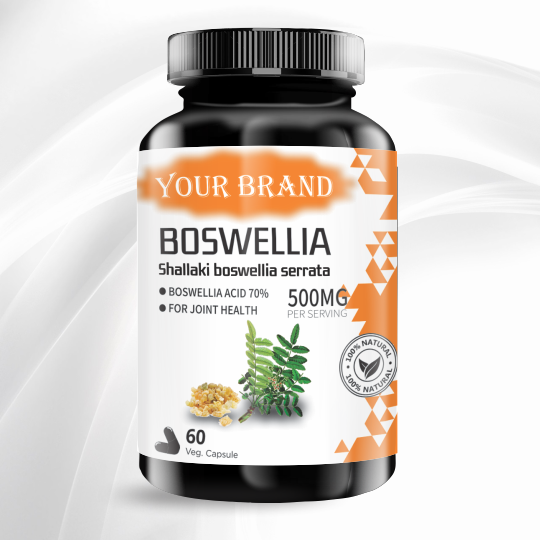 YOUR BRAND
BOSWELLIA
Shallaki boswellia serrata
● BOSWELLIA ACID 70%
● FOR JOINT HEALTH
500MG
PER SERVING
100% NATURAL
100% NATURAL
60
Veg. Capsule